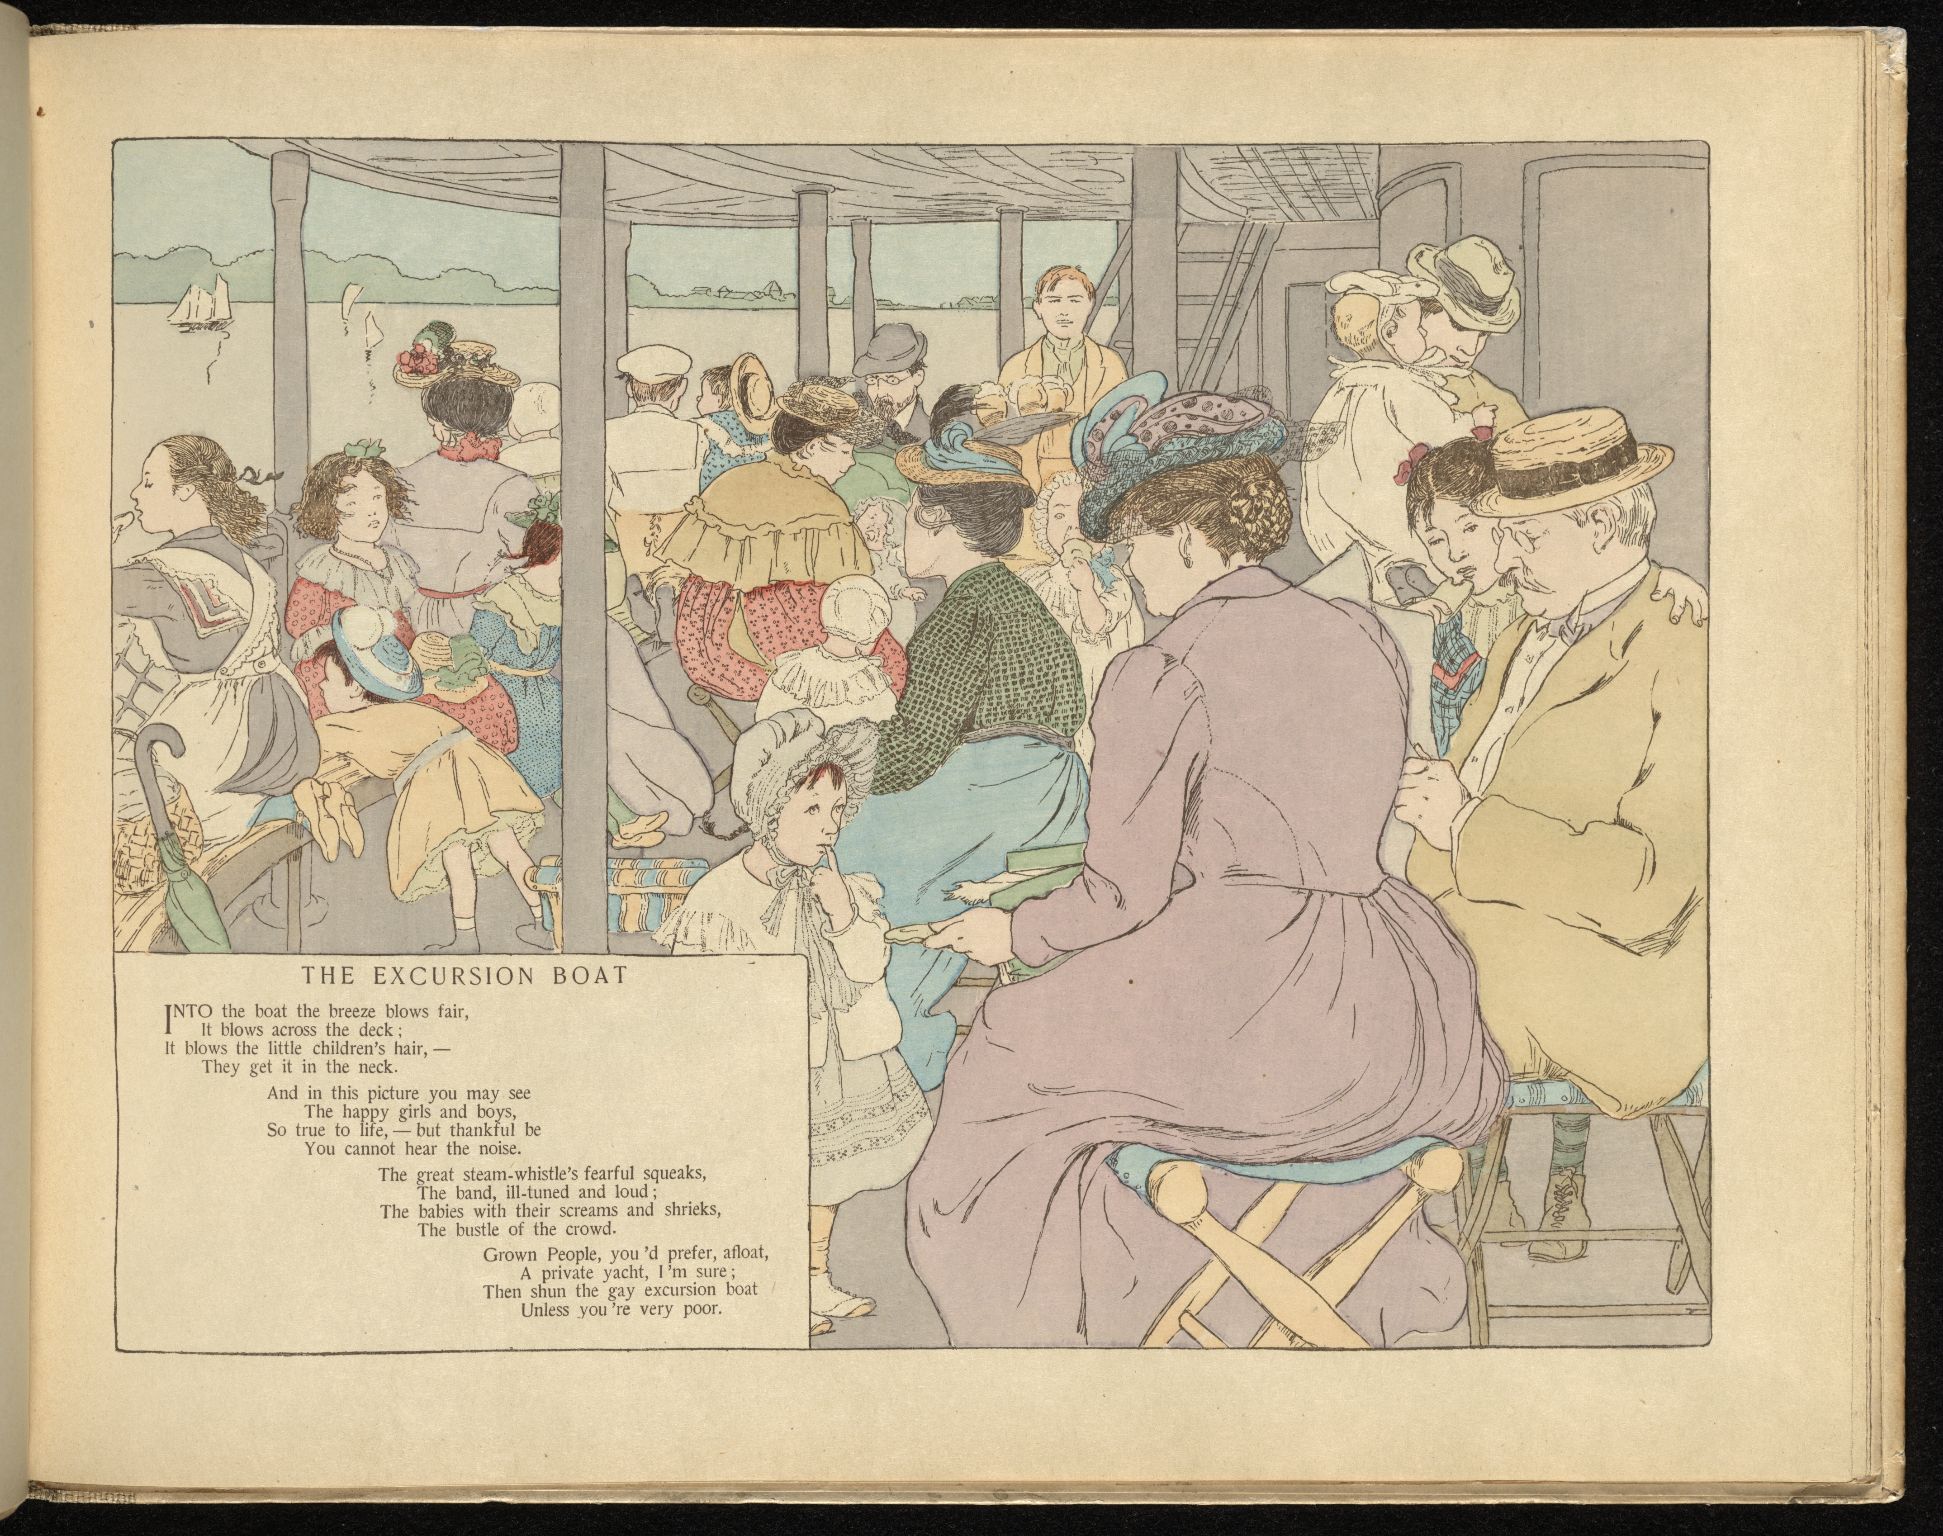 THE EXCURSION BOAT
INTO the boat the breeze blows fair,
It blows across the deck;
It blows the little children's hair, —
They get it in the neck.
And in this picture you may see
The happy girls and boys,
So true to life, — but thankful be
You cannot hear the noise.
The great steam-whistle's fearful squeaks,
The band, ill-tuned and loud;
The babies with their screams and shrieks,
The bustle of the crowd.
Grown People, you 'd prefer, afloat,
A private yacht, I 'm sure;
Then shun the gay excursion boat
Unless you 're very poor.